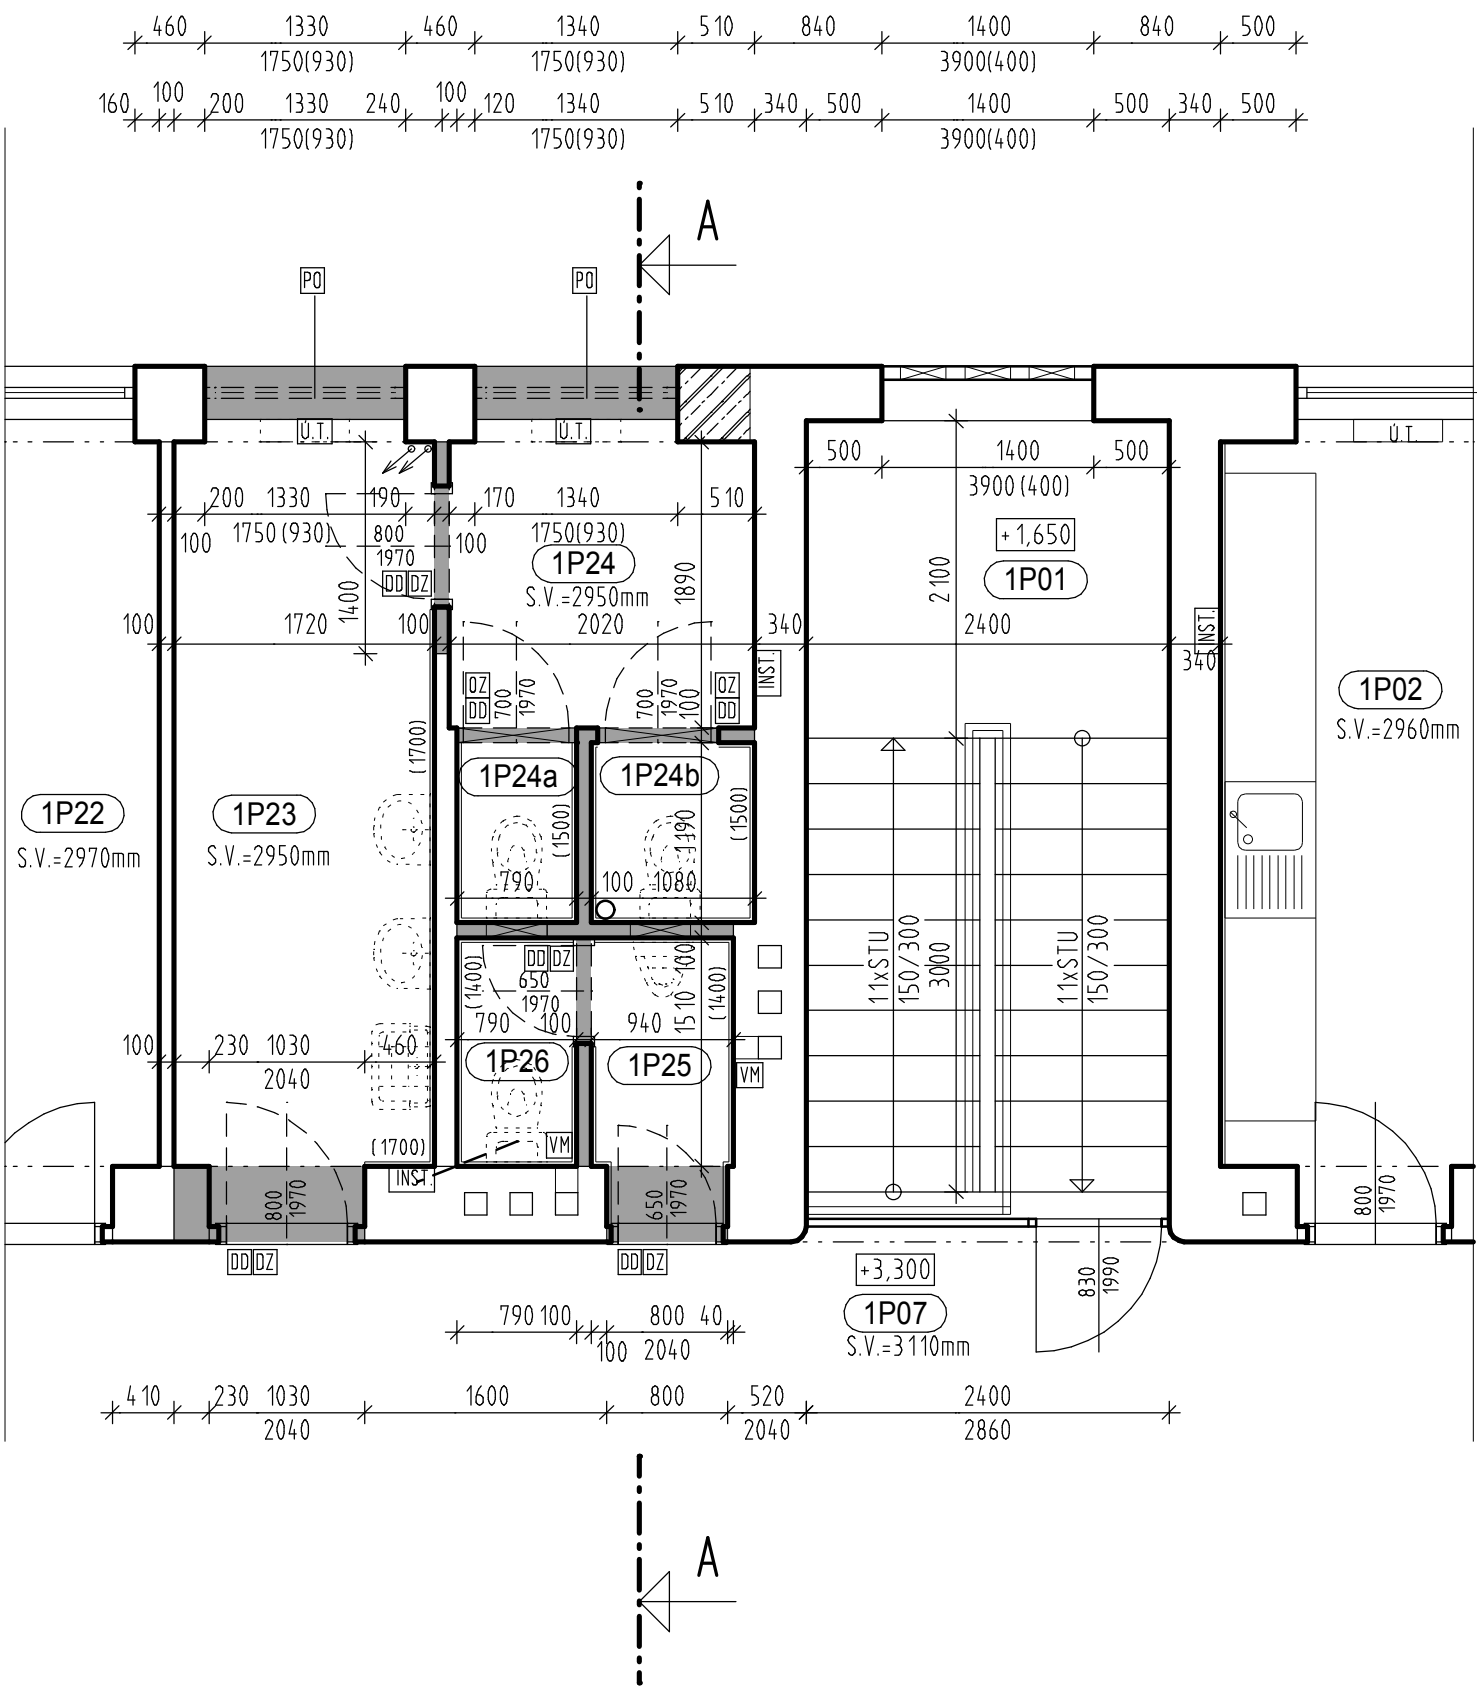 460 1330 460 1340 510 840 1400 840 500
1750(930) 1750(930) 3900(400)
160 100 200 1330 240 100 120 1340 510 340 500 1400 500 340 500
1750(930) 1750(930) 3900(400)
A
PO PO
Ú.T. Ú.T. Ú.T.
500 1400 500
3900(400)
200 1330 190 170 1340 510
1750(930) 1750(930)
100 800 100
1970
DD DZ
1400
1P24
S.V.=2950mm
1890
+1,650
1P01
2100
100 1720 100 2020 340 2400 340
INST.
INST.
OZ
DD
700
1970
700
1970
100
OZ
DD
1P02
S.V.=2960mm
(1700)
1P24a
1P24b
(1500)
1190
(1500)
1P22
S.V.=2970mm
1P23
S.V.=2950mm
790 100 1080
11xSTU
150/300
3000
11xSTU
150/300
DD DZ
650
1970
(1400)
100
1510
(1400)
790 100 940
100 230 1030 460
2040
1P26
1P25
VM
VM
(1700)
INST.
800
1970
650
1970
800
1970
DD DZ
DD DZ
+3,300
1P07
S.V.=3110mm
830
1990
790 100 800 40
100 2040
410 230 1030 1600 800 520 2400
2040 2040 2860
A